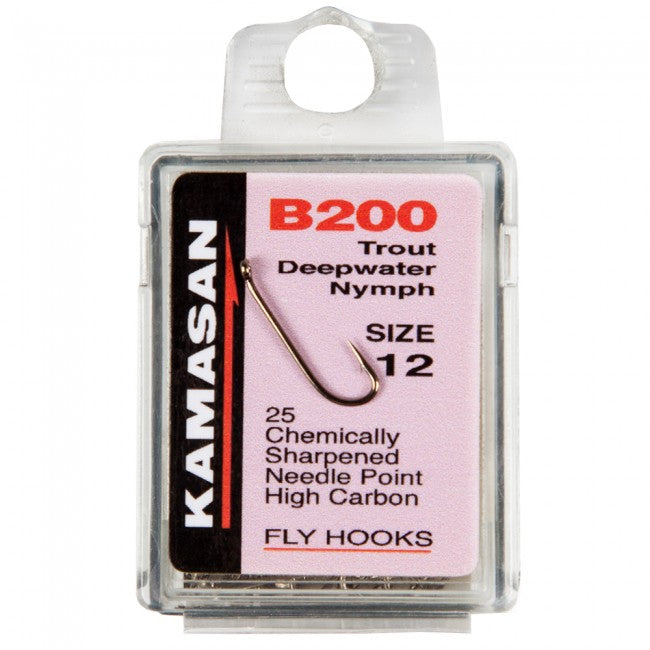 KAMASAN
B200
Trout
Deepwater
Nymph
SIZE
12
25
Chemically
Sharpened
Needle Point
High Carbon
FLY HOOKS